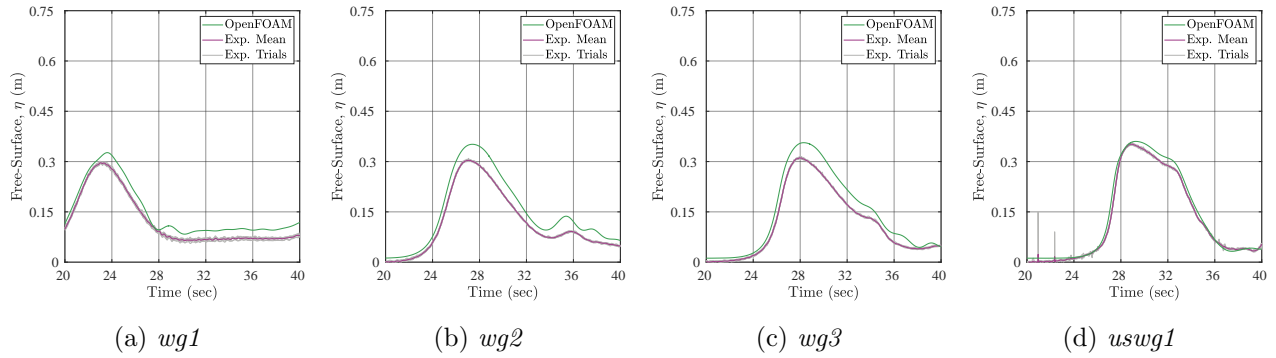 0.75
0.6
0.45
0.3
0.15
0
20 24 28 32 36 40
Time (sec)
Free-Surface, η (m)
OpenFOAM
Exp. Mean
Exp. Trials
(a) wg1
0.75
0.6
0.45
0.3
0.15
0
20 24 28 32 36 40
Time (sec)
Free-Surface, η (m)
OpenFOAM
Exp. Mean
Exp. Trials
(b) wg2
0.75
0.6
0.45
0.3
0.15
0
20 24 28 32 36 40
Time (sec)
Free-Surface, η (m)
OpenFOAM
Exp. Mean
Exp. Trials
(c) wg3
0.75
0.6
0.45
0.3
0.15
0
20 24 28 32 36 40
Time (sec)
Free-Surface, η (m)
OpenFOAM
Exp. Mean
Exp. Trials
(d) uswg1